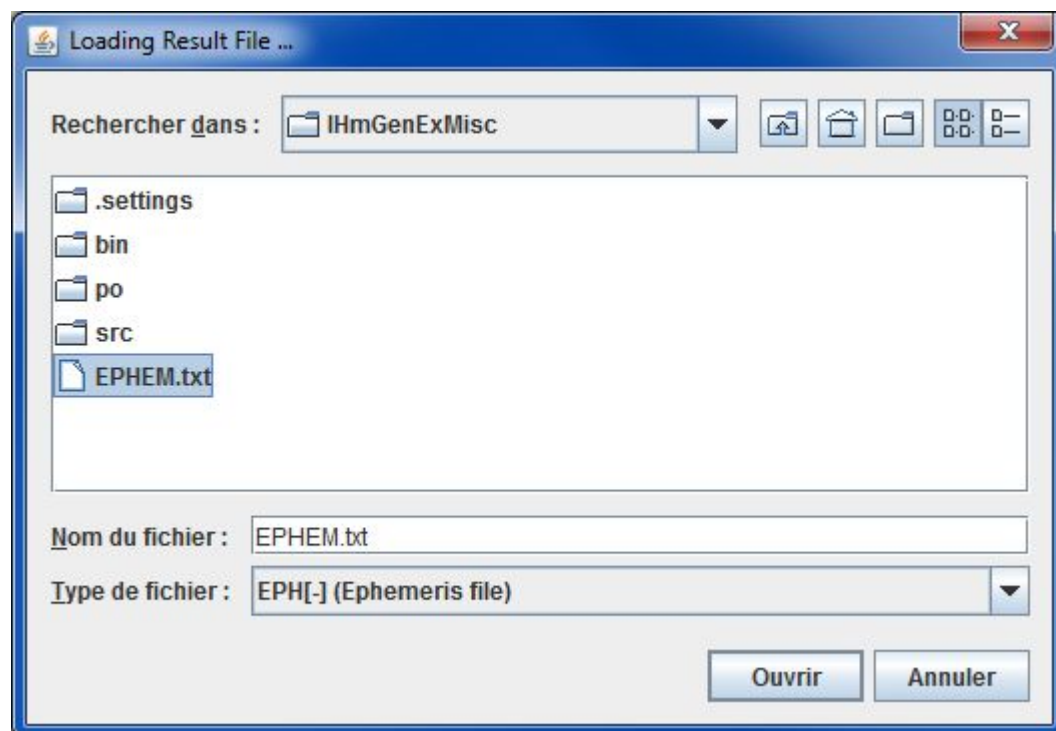 Loading Result File ...
Rechercher dans : IHmGenExMisc
.settings
bin
po
src
EPHEM.txt
Nom du fichier : EPHEM.txt
Type de fichier : EPH[-] (Ephemeris file)
Ouvrir Annuler